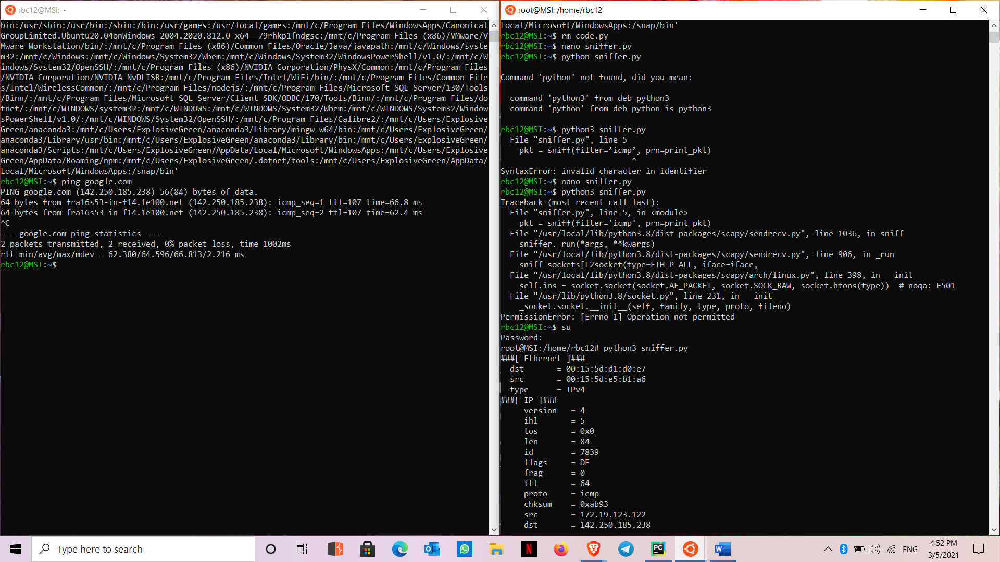 rbc12@MSI: ~
bin:/usr/sbin:/usr/bin:/sbin:/bin:/usr/games:/usr/local/games:/mnt/c/Program Files/WindowsApps/Canonical
GroupLimited.Ubuntu20.04onWindows_2004.2020.812.0_x64__79rhkp1fndgsc:/mnt/c/Program Files (x86)/VMware/V
Mware Workstation/bin/:/mnt/c/Program Files (x86)/Common Files/Oracle/Java/javapath:/mnt/c/Windows/syste
m32:/mnt/c/Windows:/mnt/c/Windows/System32/Wbem:/mnt/c/Windows/System32/WindowsPowerShell/v1.0/:/mnt/c/W
indows/System32/OpenSSH/:/mnt/c/Program Files (x86)/NVIDIA Corporation/PhysX/Common:/mnt/c/Program Files
/NVIDIA Corporation/NVIDIA NvDLISR:/mnt/c/Program Files/Intel/WiFi/bin/:/mnt/c/Program Files/Common File
s/Intel/WirelessCommon/:/mnt/c/Program Files/nodejs/:/mnt/c/Program Files/Microsoft SQL Server/130/Tools
/Binn/:/mnt/c/Program Files/Microsoft SQL Server/Client SDK/ODBC/170/Tools/Binn/:/mnt/c/Program Files/do
tnet/:/mnt/c/WINDOWS/system32:/mnt/c/WINDOWS:/mnt/c/WINDOWS/System32/Wbem:/mnt/c/WINDOWS/System32/Window
sPowerShell/v1.0/:/mnt/c/WINDOWS/System32/OpenSSH/:/mnt/c/Program Files/Calibre2/:/mnt/c/Users/Explosive
Green/anaconda3:/mnt/c/Users/ExplosiveGreen/anaconda3/Library/mingw-w64/bin:/mnt/c/Users/ExplosiveGreen/
anaconda3/Library/usr/bin:/mnt/c/Users/ExplosiveGreen/anaconda3/Library/bin:/mnt/c/Users/ExplosiveGreen/
anaconda3/Scripts:/mnt/c/Users/ExplosiveGreen/AppData/Local/Microsoft/WindowsApps:/mnt/c/Users/Explosive
Green/AppData/Roaming/npm:/mnt/c/Users/ExplosiveGreen/.dotnet/tools:/mnt/c/Users/ExplosiveGreen/AppData/
Local/Microsoft/WindowsApps:/snap/bin'
rbc12@MSI:~$ ping google.com
PING google.com (142.250.185.238) 56(84) bytes of data.
64 bytes from fra16s53-in-f14.1e100.net (142.250.185.238): icmp_seq=1 ttl=107 time=66.8 ms
64 bytes from fra16s53-in-f14.1e100.net (142.250.185.238): icmp_seq=2 ttl=107 time=62.4 ms
^C
--- google.com ping statistics ---
2 packets transmitted, 2 received, 0% packet loss, time 1002ms
rtt min/avg/max/mdev = 62.380/64.596/66.813/2.216 ms
rbc12@MSI:~$
root@MSI: /home/rbc12
Local/Microsoft/WindowsApps:/snap/bin'
rbc12@MSI:~$ rm code.py
rbc12@MSI:~$ nano sniffer.py
rbc12@MSI:~$ python sniffer.py
Command 'python' not found, did you mean:
command 'python3' from deb python3
command 'python' from deb python-is-python3
rbc12@MSI:~$ python3 sniffer.py
File "sniffer.py", line 5
pkt = sniff(filter=’icmp’, prn=print_pkt)
^
SyntaxError: invalid character in identifier
rbc12@MSI:~$ nano sniffer.py
rbc12@MSI:~$ python3 sniffer.py
Traceback (most recent call last):
File "sniffer.py", line 5, in <module>
pkt = sniff(filter='icmp', prn=print_pkt)
File "/usr/local/lib/python3.8/dist-packages/scapy/sendrecv.py", line 1036, in sniff
sniffer._run(*args, **kwargs)
File "/usr/local/lib/python3.8/dist-packages/scapy/sendrecv.py", line 906, in _run
sniff_sockets[L2socket(type=ETH_P_ALL, iface=iface,
File "/usr/local/lib/python3.8/dist-packages/scapy/arch/linux.py", line 398, in __init__
self.ins = socket.socket(socket.AF_PACKET, socket.SOCK_RAW, socket.htons(type))  # noqa: E501
File "/usr/lib/python3.8/socket.py", line 231, in __init__
_socket.socket.__init__(self, family, type, proto, fileno)
PermissionError: [Errno 1] Operation not permitted
rbc12@MSI:~$ su
Password:
root@MSI:/home/rbc12# python3 sniffer.py
###[ Ethernet ]###
dst = 00:15:5d:d1:d0:e7
src = 00:15:5d:e5:b1:a6
type = IPv4
###[ IP ]###
version = 4
ihl = 5
tos = 0x0
len = 84
id = 7839
flags = DF
frag = 0
ttl = 64
proto = icmp
chksum = 0xab93
src = 172.19.123.122
dst = 142.250.185.238
Type here to search
ENG
4:52 PM
3/5/2021